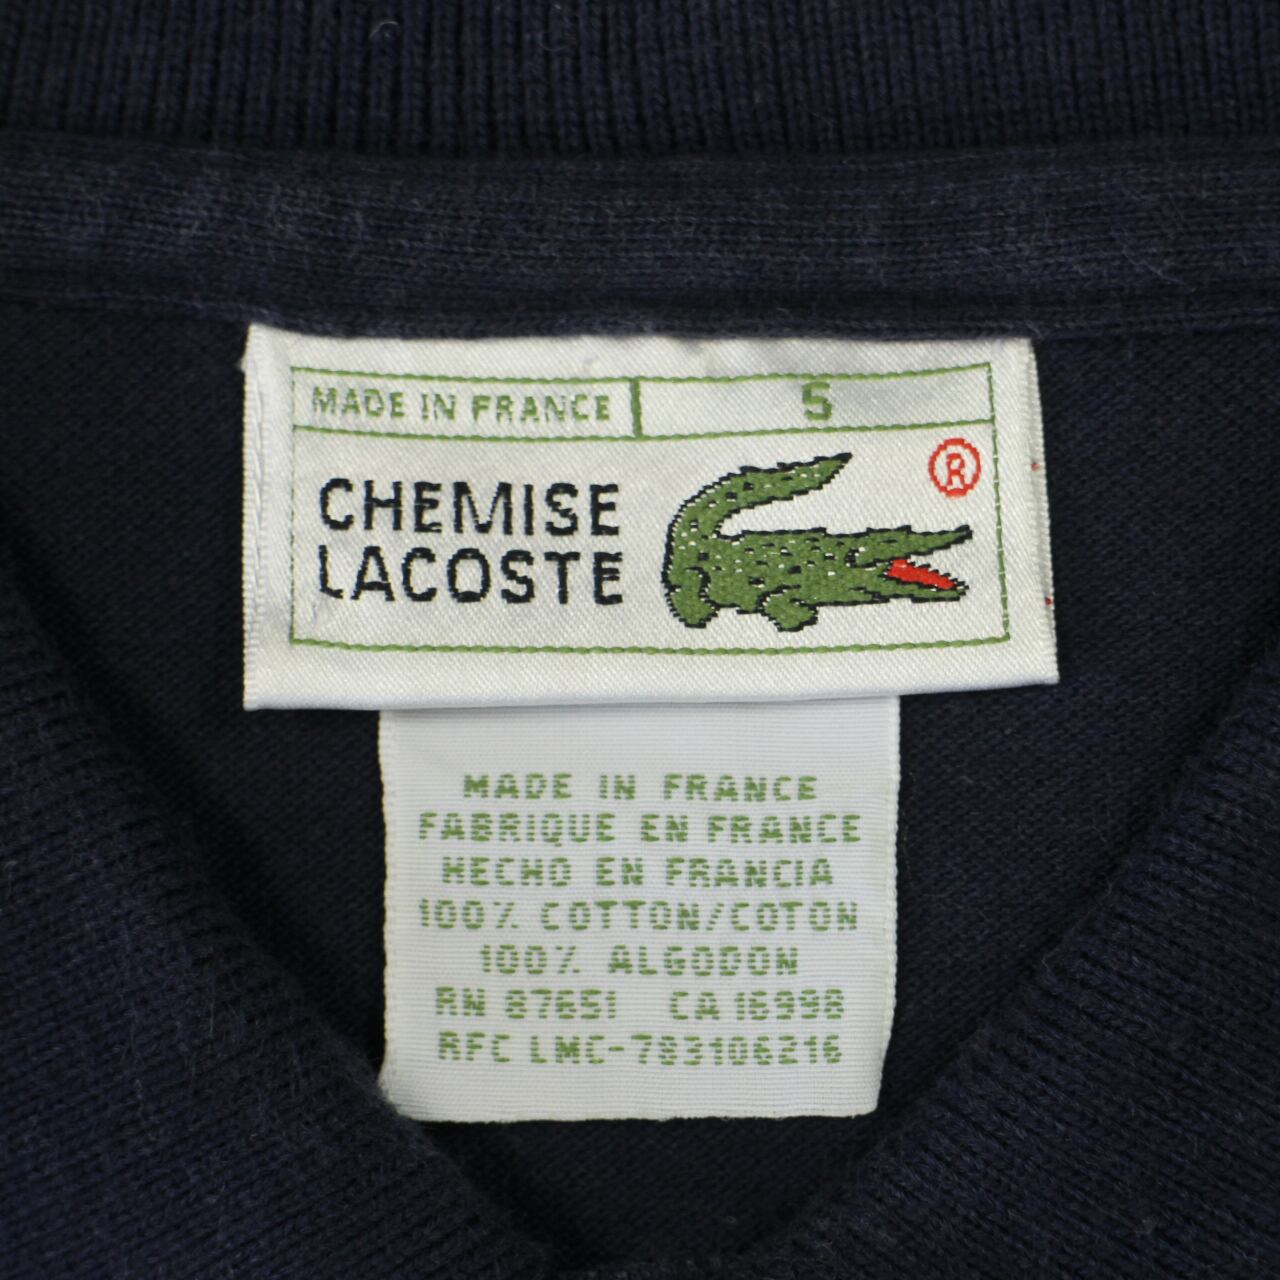 MADE IN FRANCE 5
CHEMISE
LACOSTE ®
MADE IN FRANCE
FABRIQUE EN FRANCE
HECHO EN FRANCIA
100% COTTON/COTON
100% ALGODON
RN 87651 CA 16998
RFC LMC-783106216